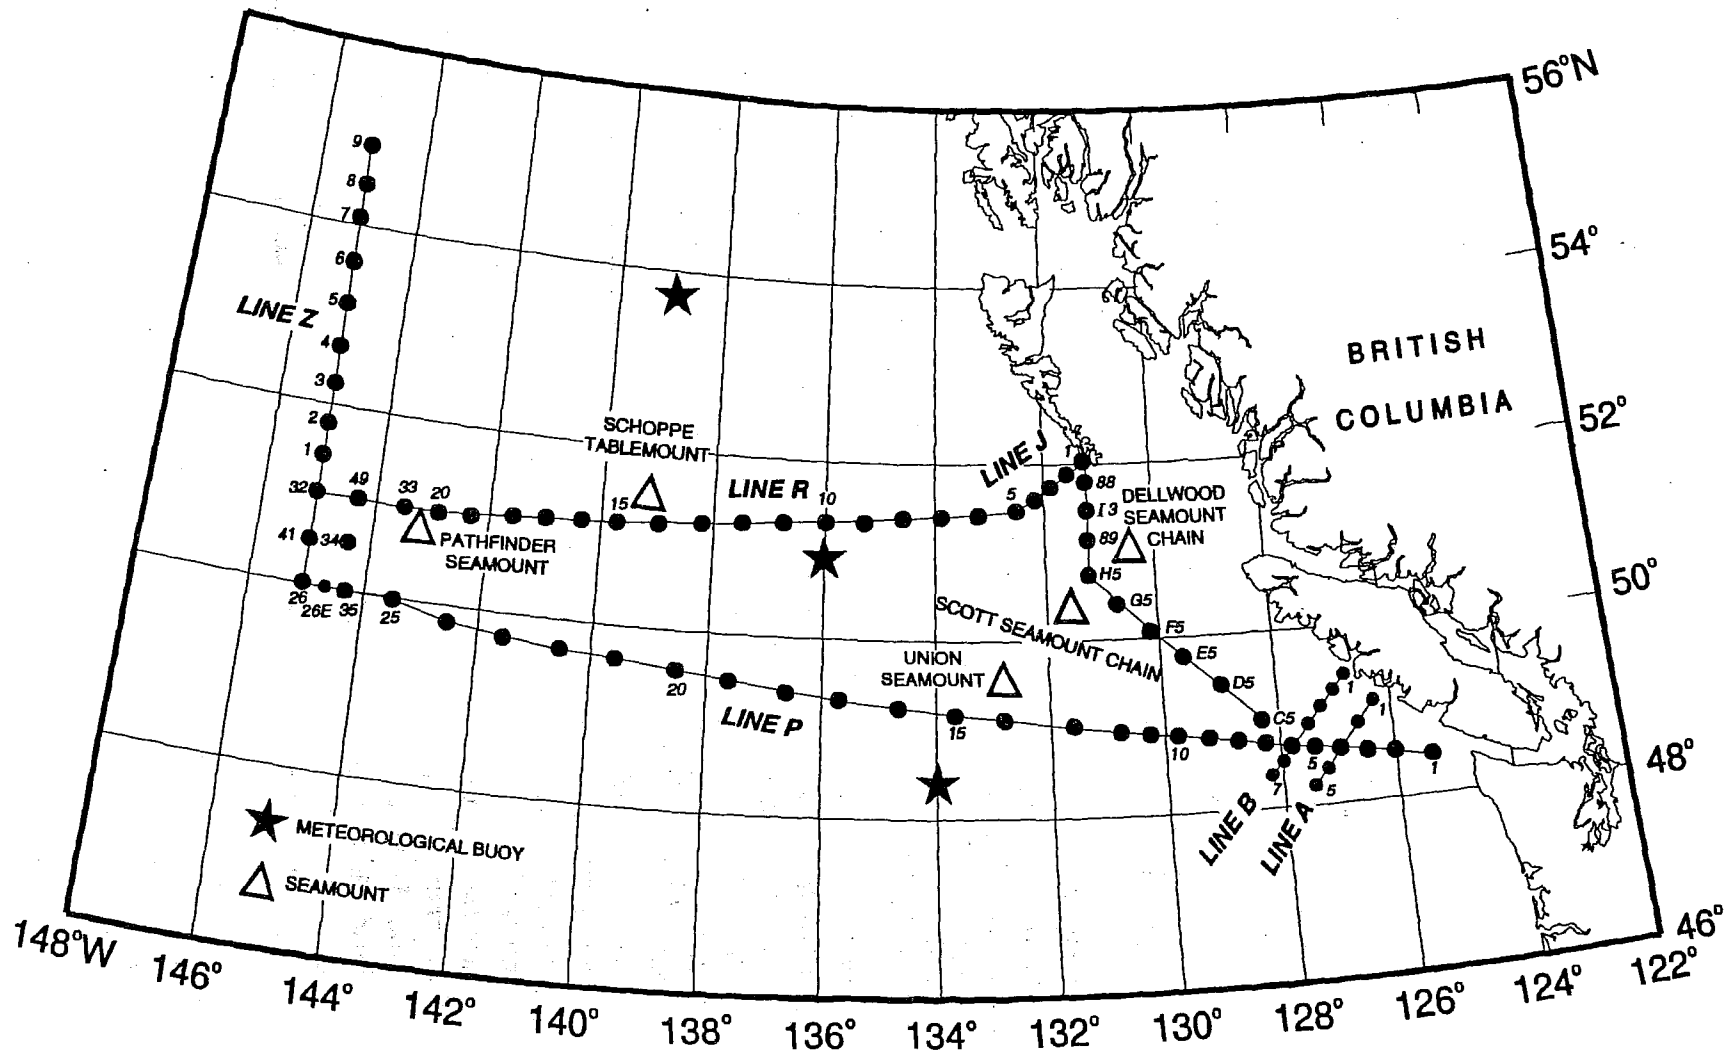 56°N
54°
52°
50°
48°
46°
9
8
7
6
5
4
3
2
1
LINE Z
32
49
33
20
15
10
5
1
41
34
26
26E
35
25
SCHOPPE
TABLEMOUNT
LINE R
LINE J
PATHFINDER
SEAMOUNT
88
I3
89
H5
G5
F5
E5
D5
C5
DELLWOOD
SEAMOUNT
CHAIN
SCOTT SEAMOUNT CHAIN
UNION
SEAMOUNT
BRITISH
COLUMBIA
LINE P
20
15
10
5
1
1
7
1
5
LINE B
LINE A
METEOROLOGICAL BUOY
SEAMOUNT
148°W
146°
144°
142°
140°
138°
136°
134°
132°
130°
128°
126°
124°
122°